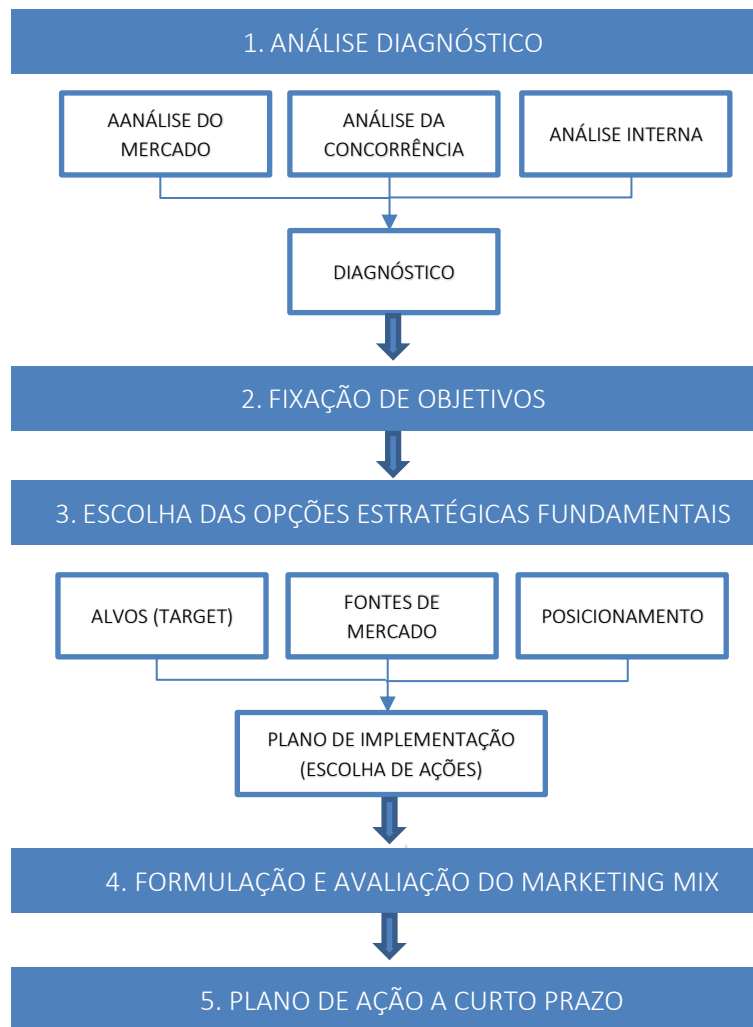 1. ANÁLISE DIAGNÓSTICO
AANÁLISE DO
MERCADO
ANÁLISE DA
CONCORRÊNCIA
ANÁLISE INTERNA
DIAGNÓSTICO
2. FIXAÇÃO DE OBJETIVOS
3. ESCOLHA DAS OPÇÕES ESTRATÉGICAS FUNDAMENTAIS
ALVOS (TARGET)
FONTES DE
MERCADO
POSICIONAMENTO
PLANO DE IMPLEMENTAÇÃO
(ESCOLHA DE AÇÕES)
4. FORMULAÇÃO E AVALIAÇÃO DO MARKETING MIX
5. PLANO DE AÇÃO A CURTO PRAZO